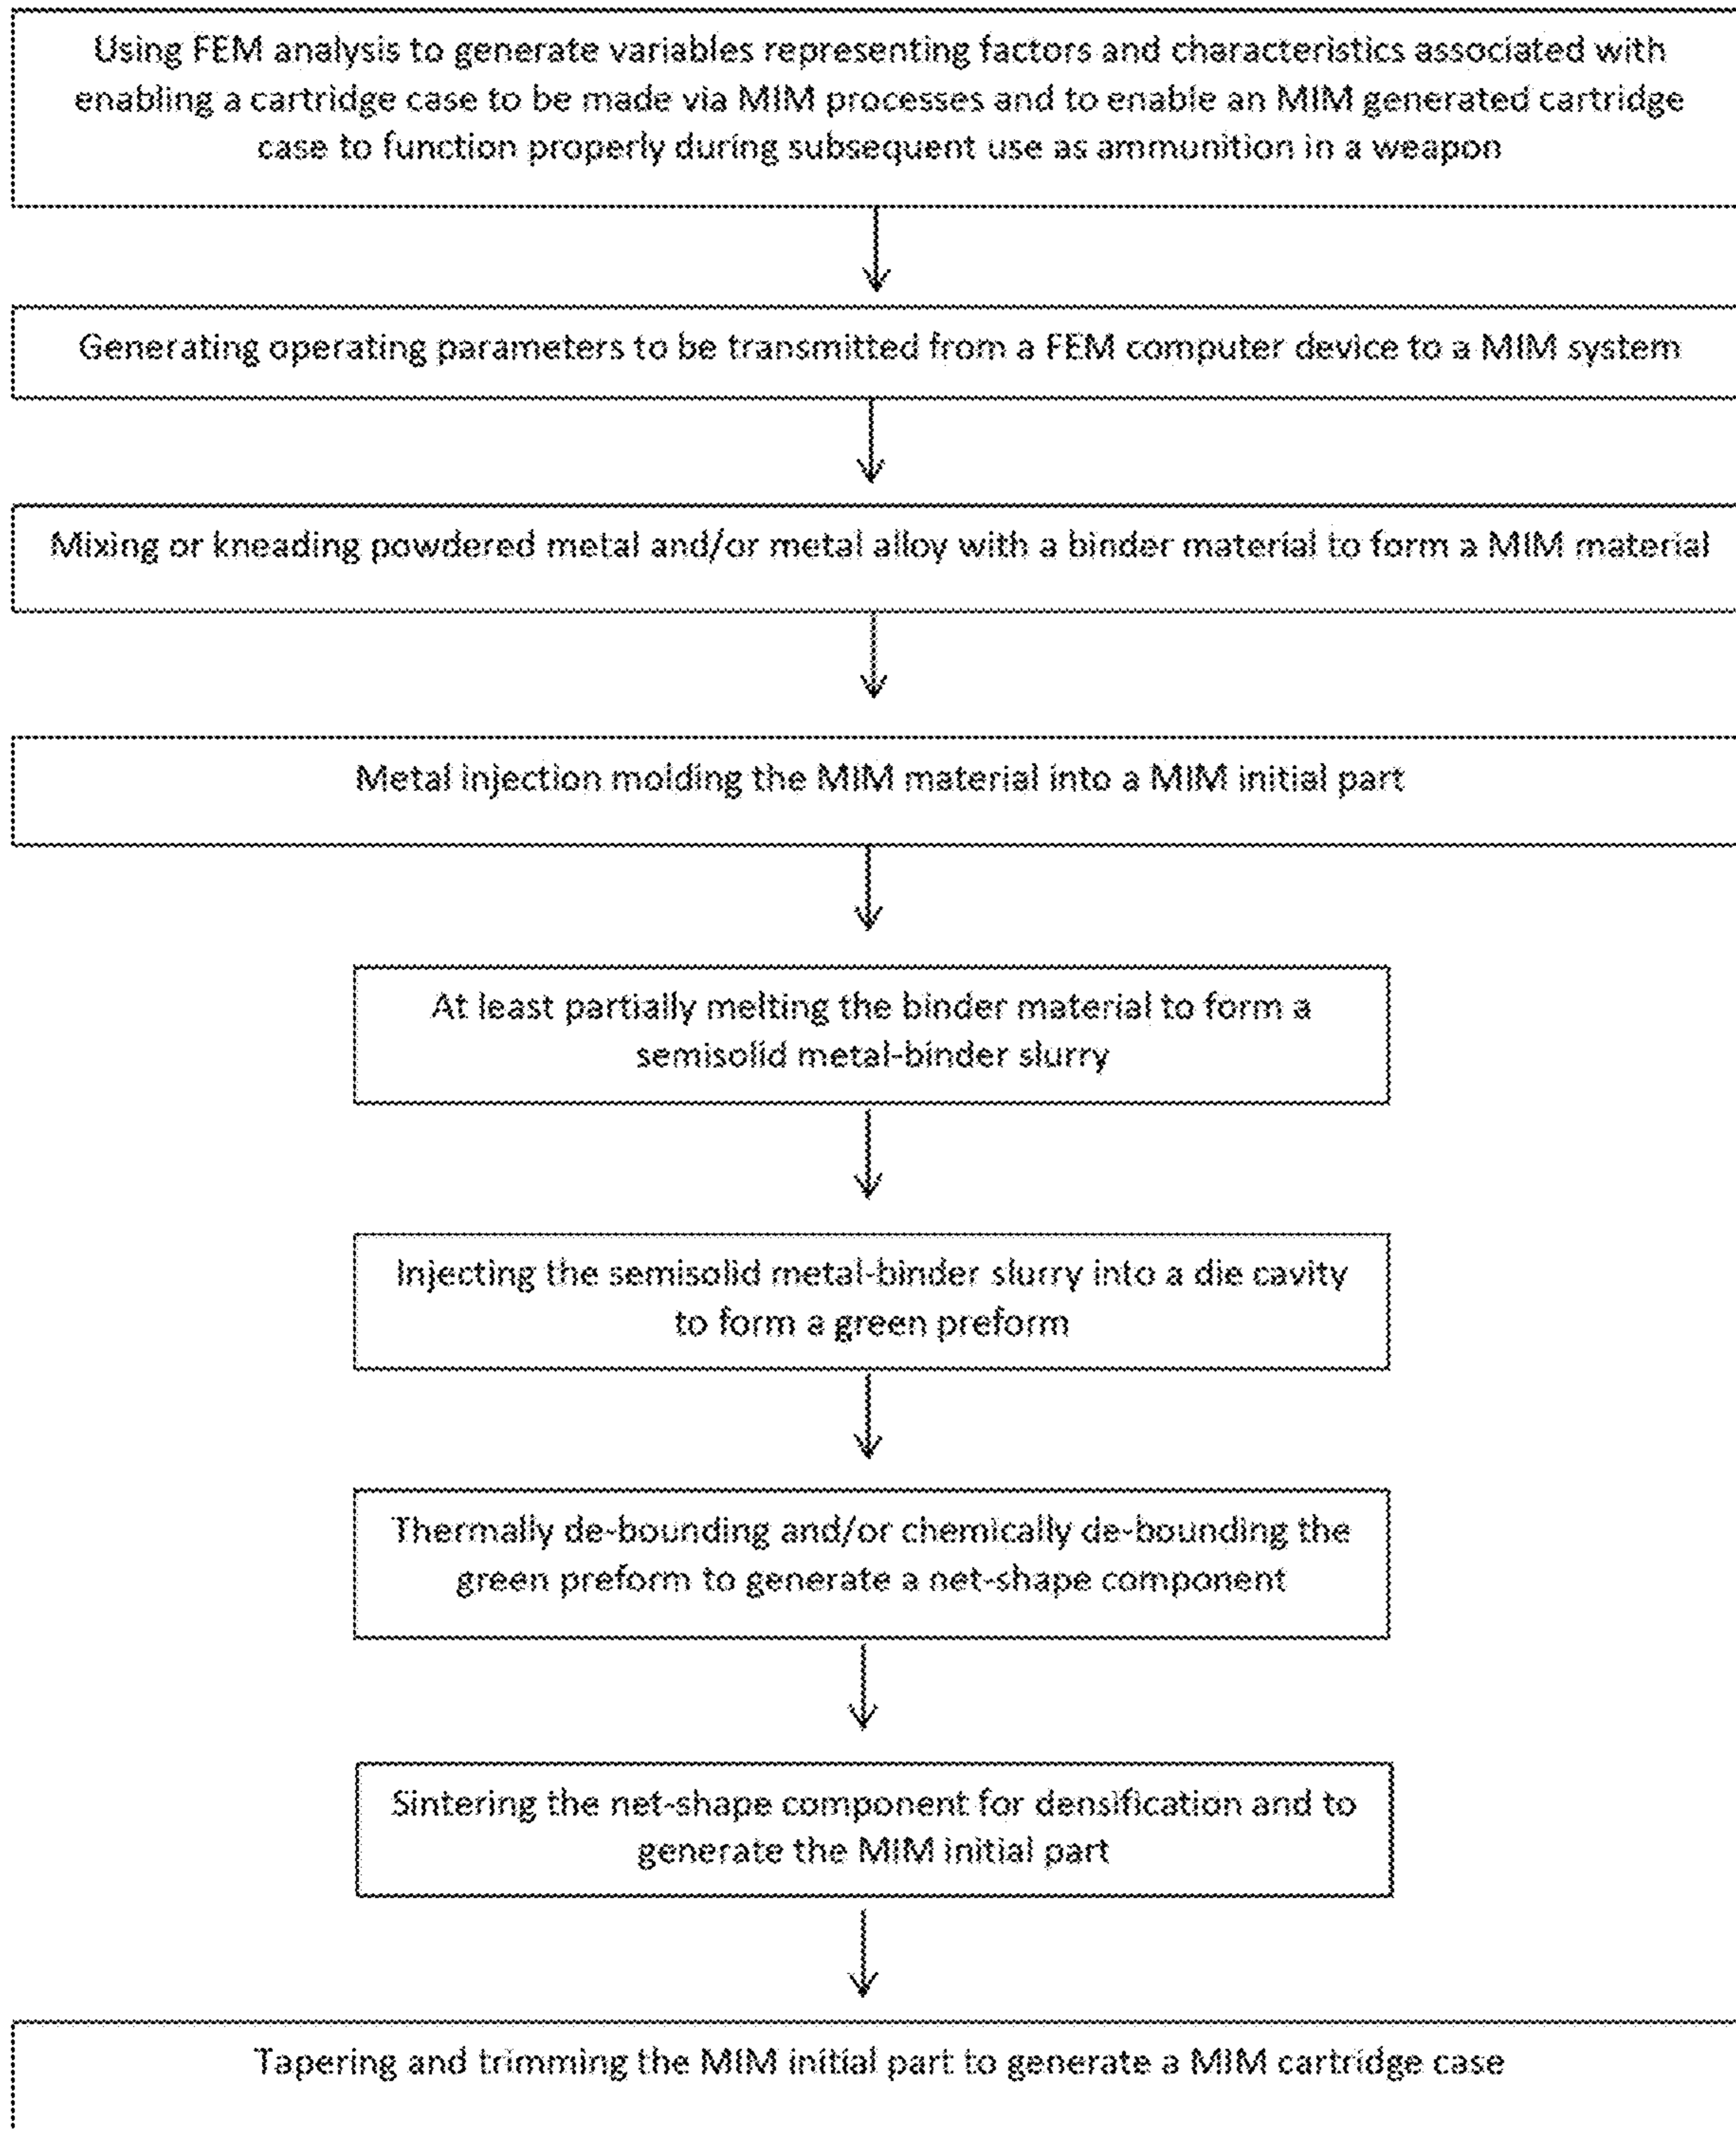 Using FEM analysis to generate variables representing factors and characteristics associated with
enabling a cartridge case to be made via MIM processes and to enable an MIM generated cartridge
case to function properly during subsequent use as ammunition in a weapon
Generating operating parameters to be transmitted from a FEM computer device to a MIM system
Mixing or kneading powdered metal and/or metal alloy with a binder material to form a MIM material
Metal injection molding the MIM material into a MIM initial part
At least partially melting the binder material to form a
semisolid metal-binder slurry
Injecting the semisolid metal-binder slurry into a die cavity
to form a green preform
Thermally de-bounding and/or chemically de-bounding the
green preform to generate a net-shape component
Sintering the net-shape component for densification and to
generate the MIM initial part
Tapering and trimming the MIM initial part to generate a MIM cartridge case